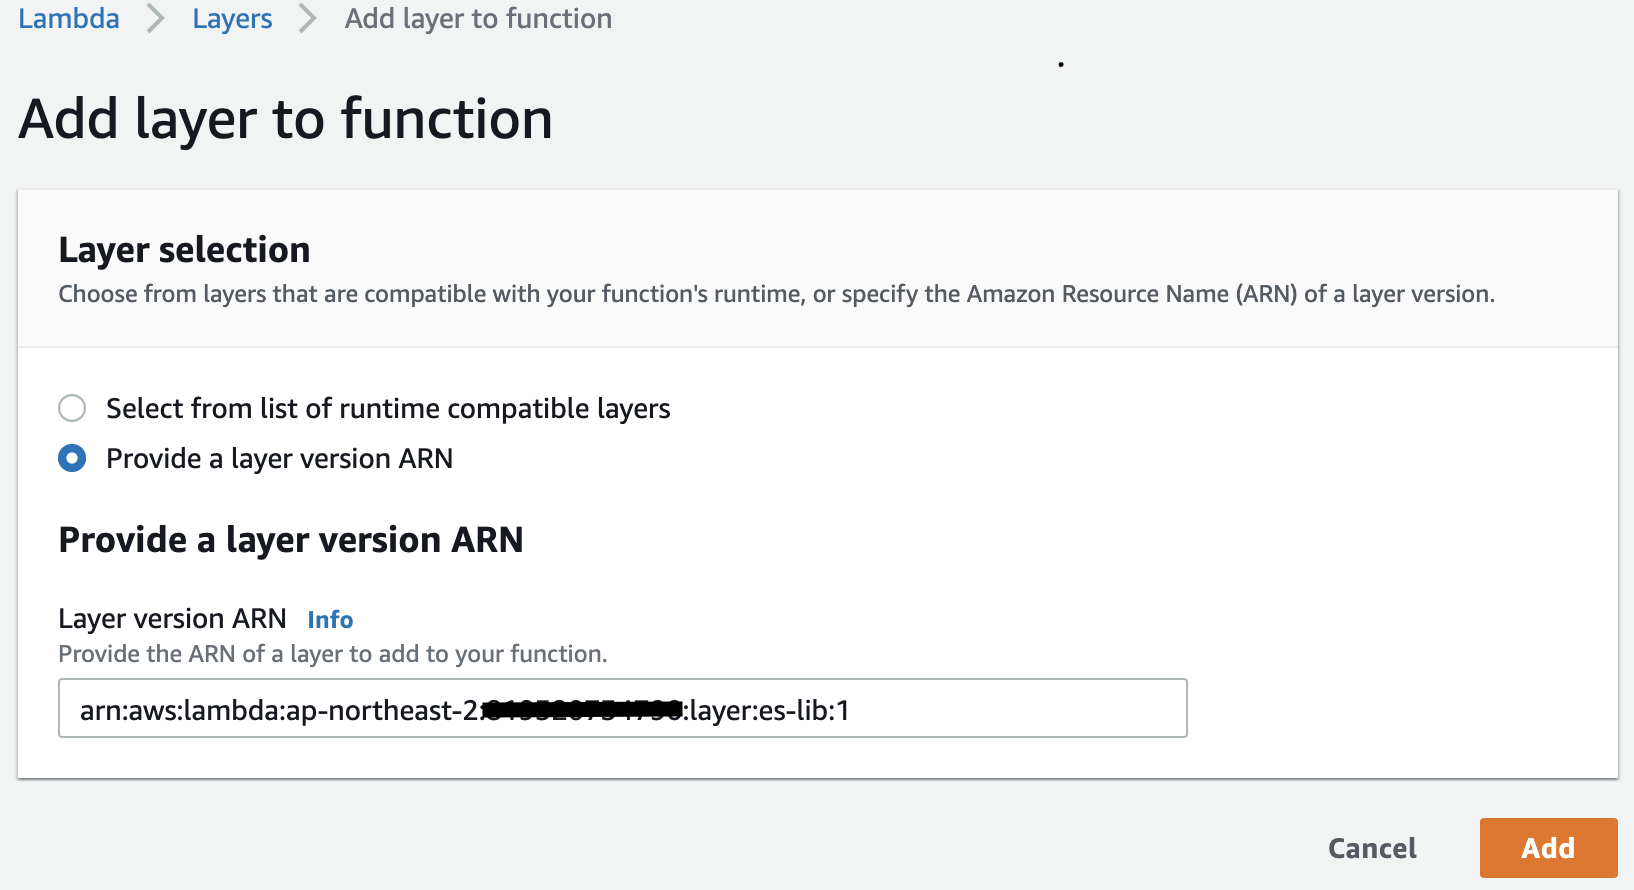 Lambda Layers Add layer to function
Add layer to function
Layer selection
Choose from layers that are compatible with your function's runtime, or specify the Amazon Resource Name (ARN) of a layer version.
Select from list of runtime compatible layers
Provide a layer version ARN
Provide a layer version ARN
Layer version ARN Info
Provide the ARN of a layer to add to your function.
arn:aws:lambda:ap-northeast-2: :layer:es-lib:1
Cancel Add